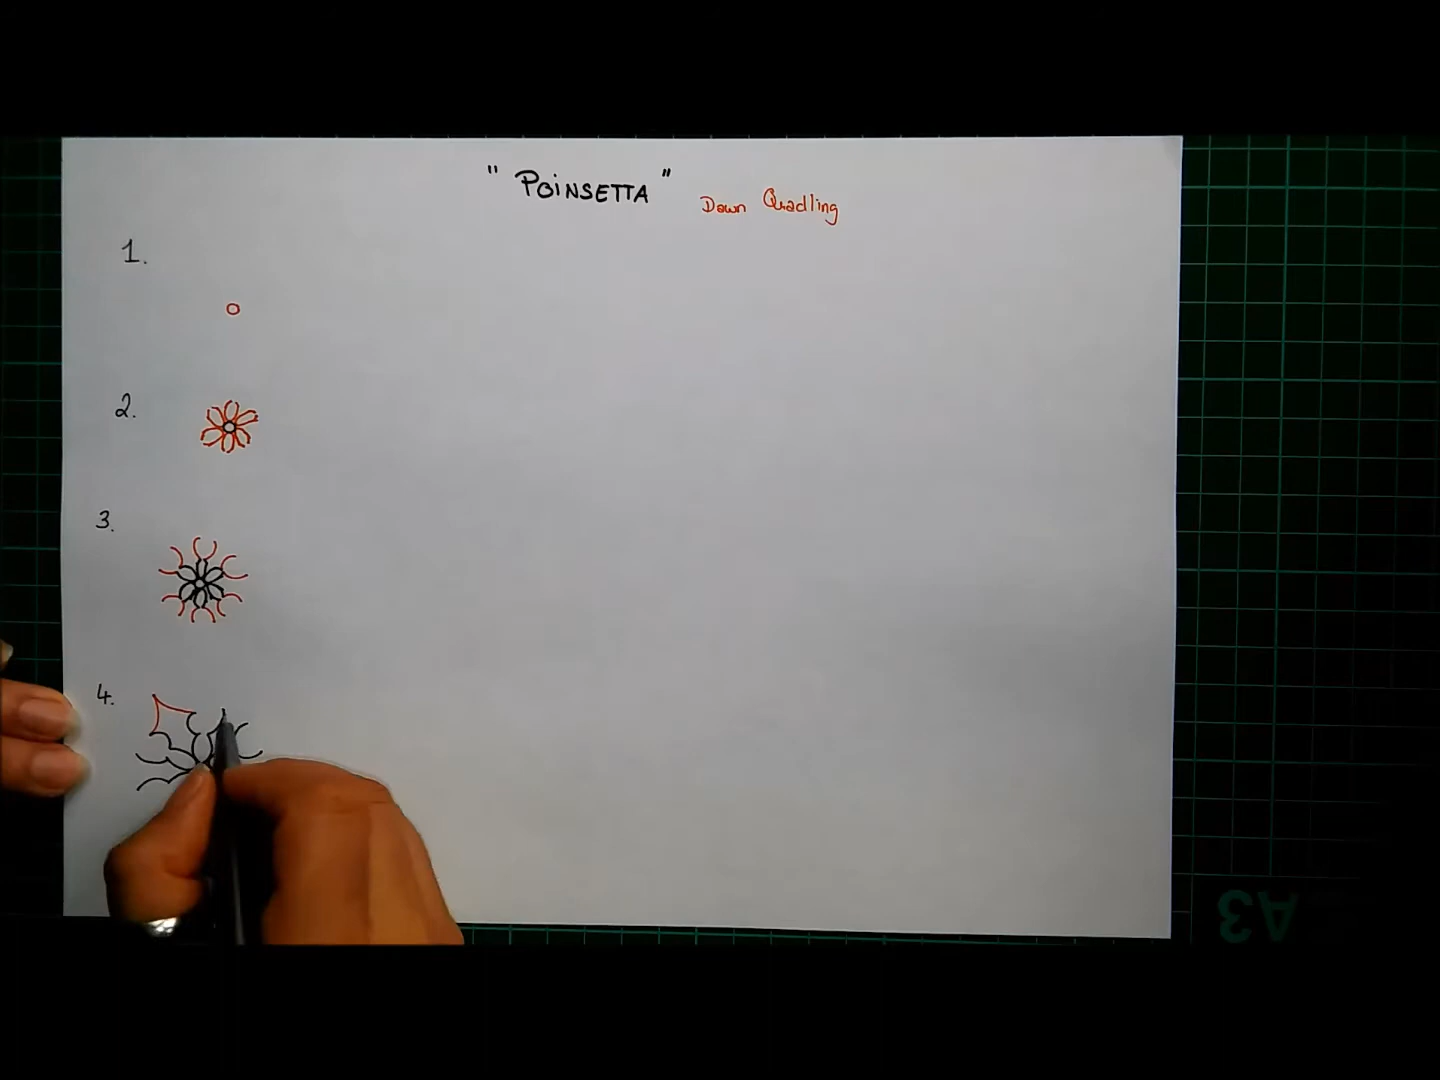 " POiNSETTA " Dawn Quadling
1.
2.
3.
4.
A3